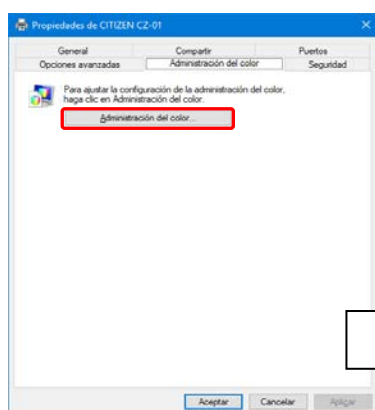 Propiedades de CITIZEN CZ-01
General Compartir Puertos
Opciones avanzadas Administración del color Seguridad
Para ajustar la configuración de la administración del color,
haga clic en Administración del color.
Administración del color...
Aceptar Cancelar Aplicar